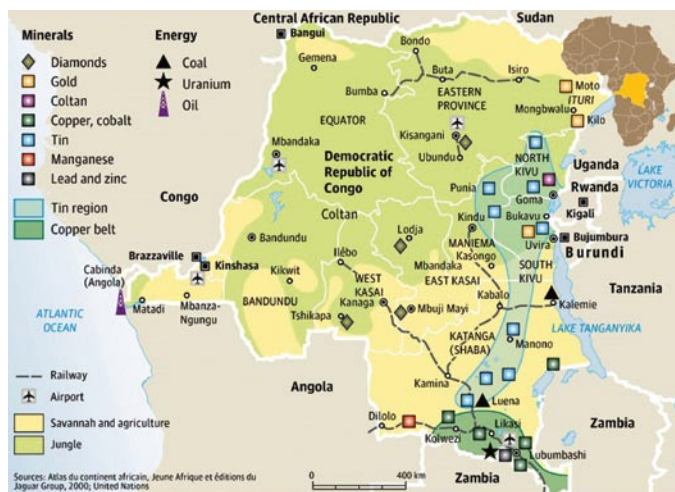 Minerals
Diamonds
Gold
Coltan
Copper, cobalt
Tin
Manganese
Lead and zinc
Tin region
Copper belt
Energy
Coal
Uranium
Oil
Central African Republic
Sudan
Bangui
Gemena
Bondo
Buta
Isiro
Moto
Bumba
EASTERN
PROVINCE
ITURI
Mongbwalu
Kilo
EQUATOR
Kisangani
Mbandaka
Ubundu
Democratic
Republic of
Congo
NORTH
KIVU
Uganda
LAKE
VICTORIA
Congo
Coltan
Punia
Goma
Rwanda
Kigali
Bukavu
Lodja
Kindu
Bandundu
MANIEMA
Uvira
Bujumbura
Burundi
Brazzaville
Kinshasa
Ilébo
Mbandaka
Kasongo
Cabinda
(Angola)
Kikwit
WEST
KASAI
EAST KASAI
SOUTH
KIVU
Tanzania
BANDUNDU
Kanaga
Mbuji Mayi
Kabalo
Kalemie
ATLANTIC
OCEAN
Matadi
Mbanza-
Ngungu
Tshikapa
KATANGA
(SHABA)
Manono
LAKE TANGANYIKA
Angola
Kamina
Luena
Zambia
Dilolo
Kolwezi
Likasi
Lubumbashi
Zambia
Railway
Airport
Savannah and agriculture
Jungle
Sources: Atlas du continent africain, Jeune Afrique et éditions du
Jaguar Group, 2000; United Nations
0
400 km